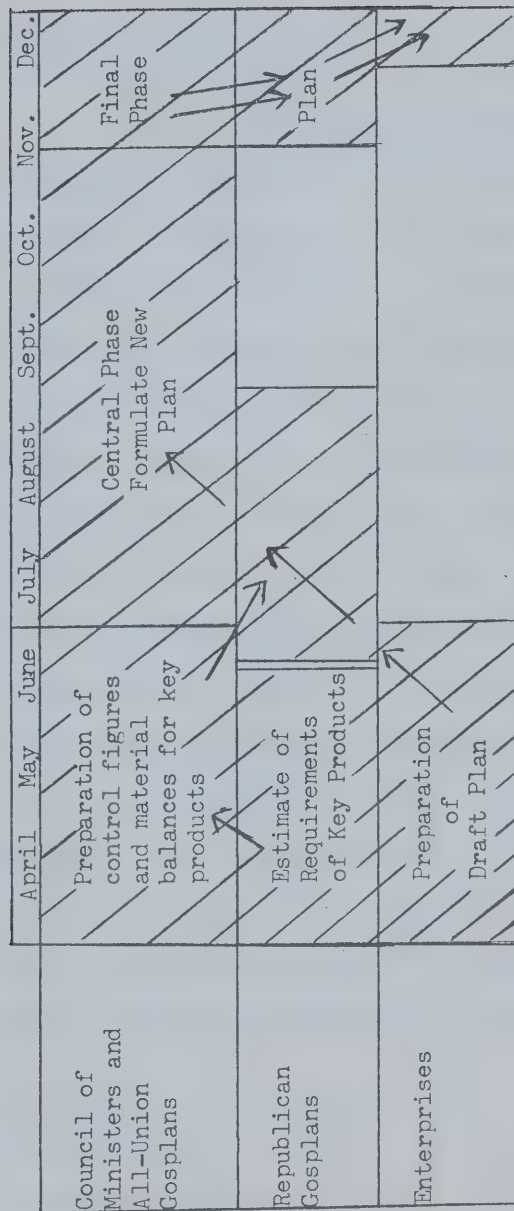 April May June July August Sept. Oct. Nov. Dec.
Council of
Ministers and
All-Union
Gosplans
Preparation of
control figures
and material
balances for key
products
Central Phase
Formulate New
Plan
Final
Phase
Republican
Gosplans
Estimate of
Requirements
of Key Products
Plan
Enterprises
Preparation
of
Draft Plan